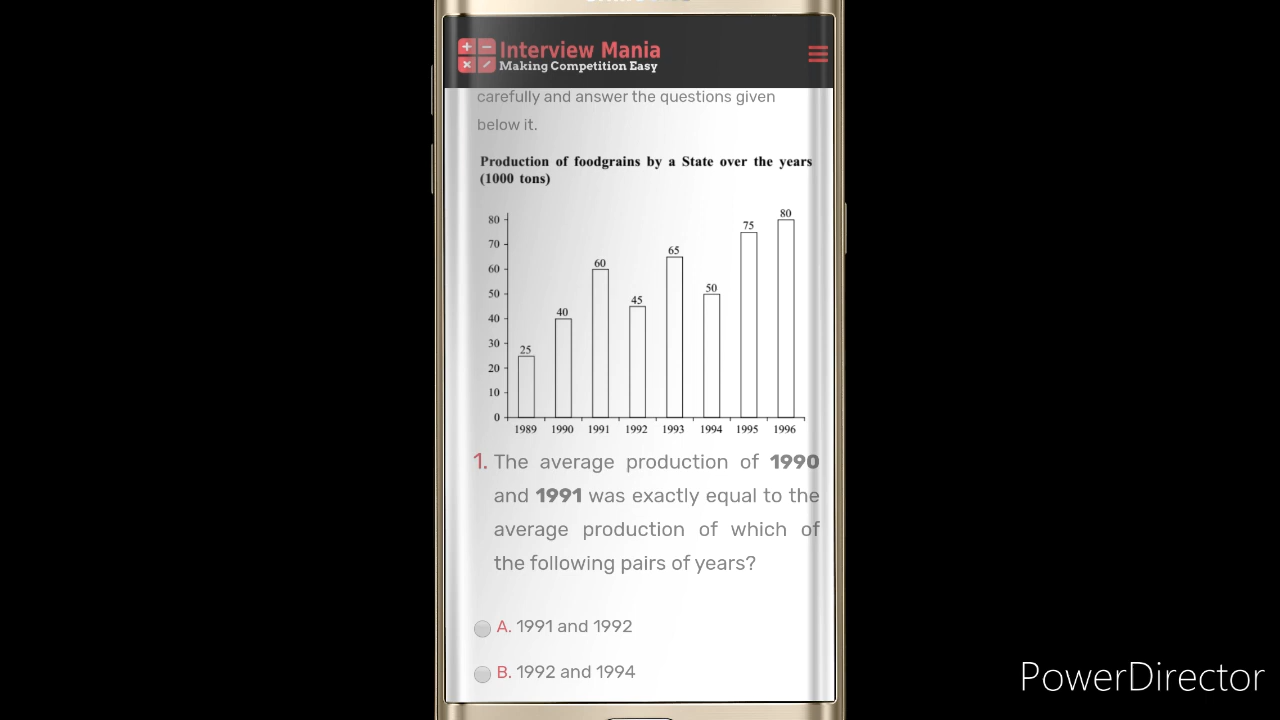 Interview Mania
Making Competition Easy
carefully and answer the questions given
below it.
Production of foodgrains by a State over the years
(1000 tons)
80
70
60
50
40
30
20
10
0
25
40
60
45
65
50
75
80
1989 1990 1991 1992 1993 1994 1995 1996
1. The average production of 1990
and 1991 was exactly equal to the
average production of which of
the following pairs of years?
A. 1991 and 1992
B. 1992 and 1994
PowerDirector